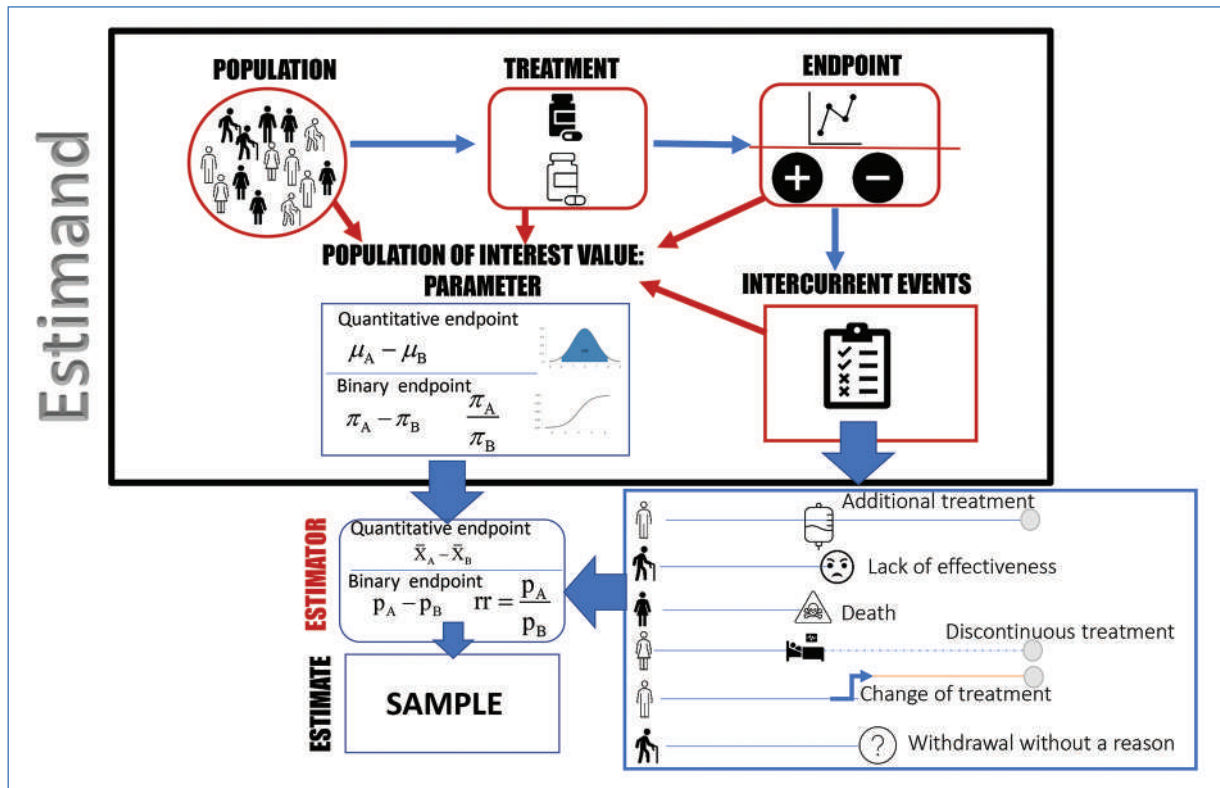 Estimand
POPULATION
TREATMENT
ENDPOINT
POPULATION OF INTEREST VALUE:
PARAMETER
INTERCURRENT EVENTS
Quantitative endpoint
μA − μB
Binary endpoint
πA − πB πA/πB
ESTIMATOR
Quantitative endpoint
X̄A − X̄B
Binary endpoint
pA − pB rr = pA/pB
ESTIMATE
SAMPLE
Additional treatment
Lack of effectiveness
Death
Discontinuous treatment
Change of treatment
? Withdrawal without a reason